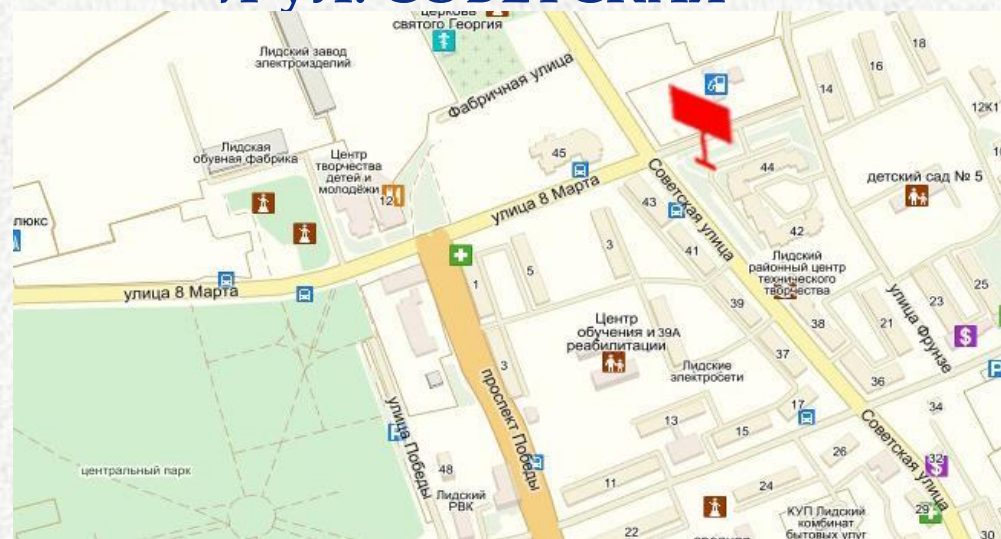 ул. СОВЕТСКАЯ
церковь
святого Георгия
Лидский завод
электроизделий
18
16
14
12К1
Фабричная улица
Лидская
обувная фабрика
Центр
творчества
детей и
молодёжи
12
45
44
детский сад № 5
улица 8 Марта
Советская улица
43
42
41
люкс
3
5
1
Лидский
районный центр
технического
творчества
улица 8 Марта
39
38
23
25
21
улица Фрунзе
Центр
обучения и
реабилитации
39А
37
36
Лидские
электросети
3
проспект Победы
улица Победы
17
34
13
15
Советская улица
26
32
центральный парк
48
Лидский
РВК
11
24
22
КУП Лидский
комбинат
бытовых услуг
29
30